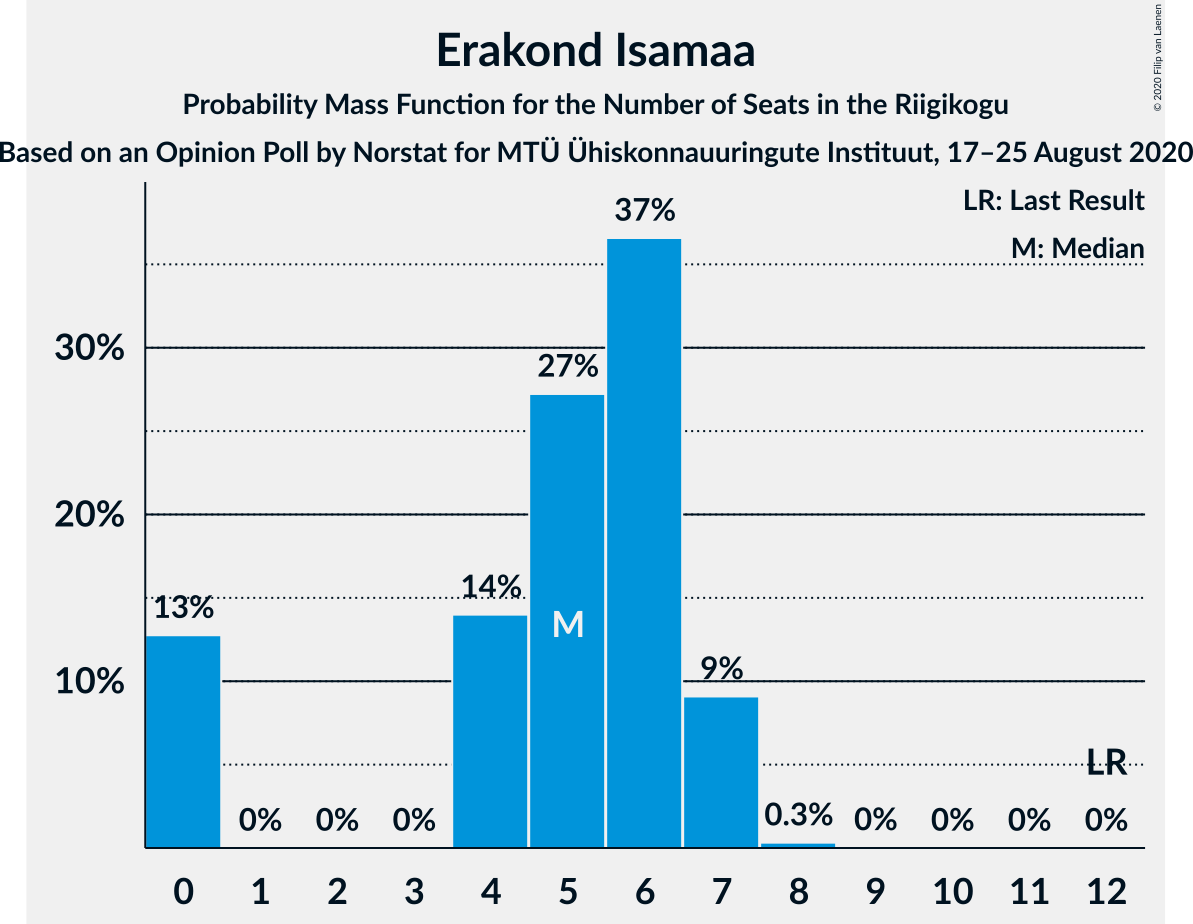 Erakond Isamaa
Probability Mass Function for the Number of Seats in the Riigikogu
Based on an Opinion Poll by Norstat for MTÜ Ühiskonnauuringute Instituut, 17–25 August 2020
© 2020 Filip van Laenen
LR: Last Result
M: Median
37%
30%
27%
20%
14%
13%
M
10%
9%
LR
0% 0% 0% 0.3% 0% 0% 0% 0%
0 1 2 3 4 5 6 7 8 9 10 11 12